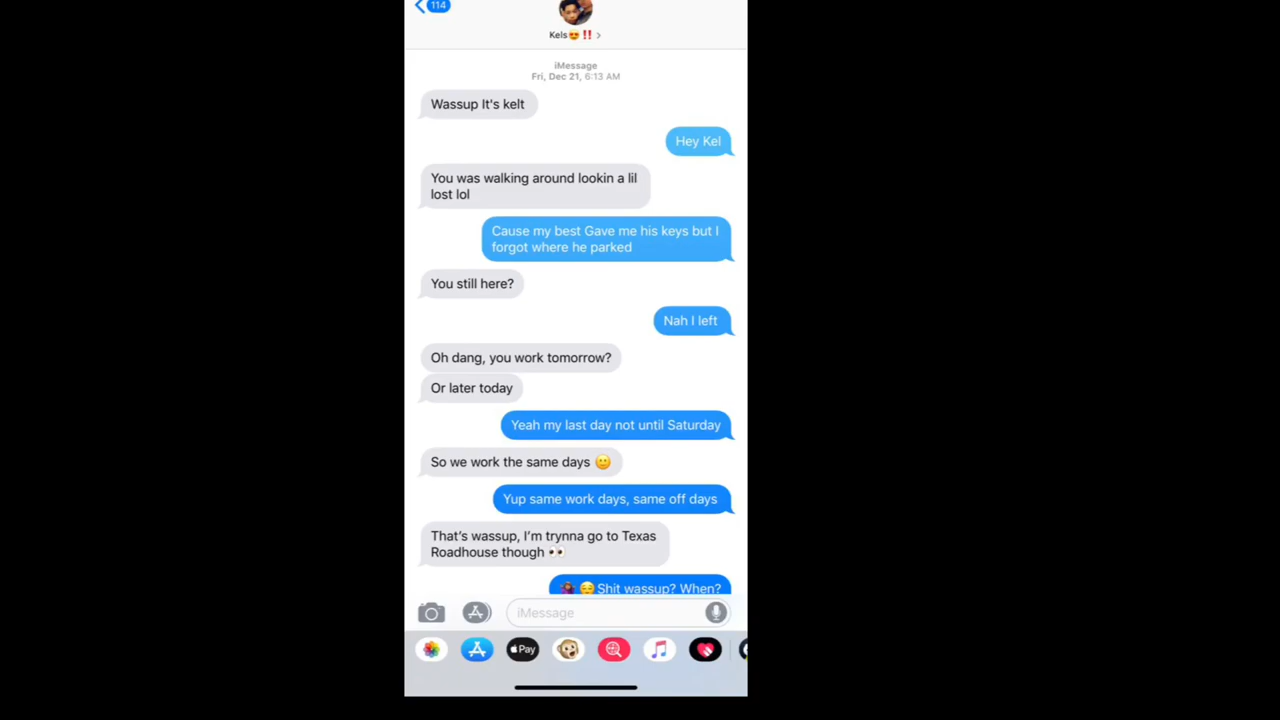 114
Kels😍‼️ >
iMessage
Fri, Dec 21, 6:13 AM
Wassup It's kelt
Hey Kel
You was walking around lookin a lil
lost lol
Cause my best Gave me his keys but I
forgot where he parked
You still here?
Nah I left
Oh dang, you work tomorrow?
Or later today
Yeah my last day not until Saturday
So we work the same days 🙂
Yup same work days, same off days
That's wassup, I'm trynna go to Texas
Roadhouse though 👀
Shit wassup? When?
iMessage
Pay